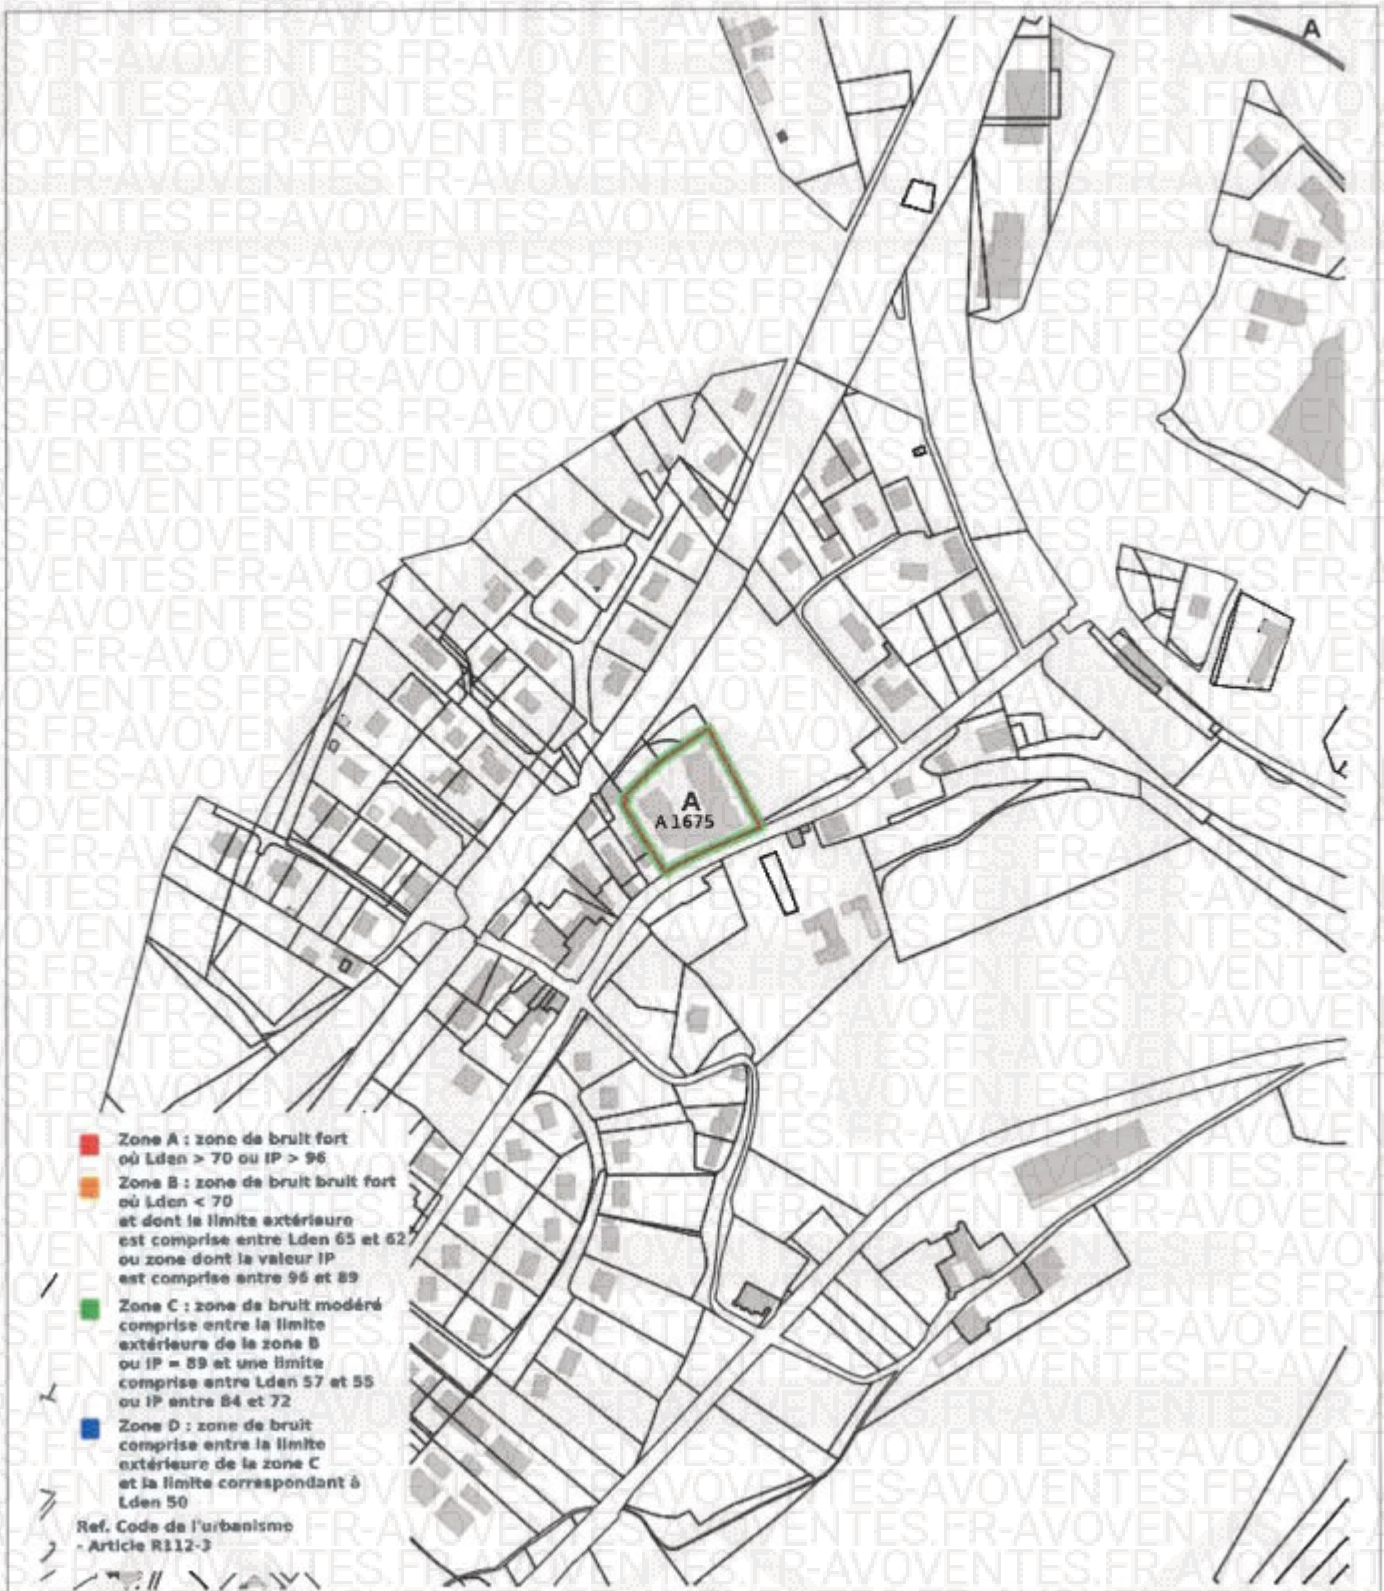 A
A
A 1675
Zone A : zone de bruit fort
où Lden > 70 ou IP > 96
Zone B : zone de bruit bruit fort
où Lden < 70
et dont la limite extérieure
est comprise entre Lden 65 et 62
ou zone dont la valeur IP
est comprise entre 96 et 89
Zone C : zone de bruit modéré
comprise entre la limite
extérieure de la zone B
ou IP = 89 et une limite
comprise entre Lden 57 et 55
ou IP entre 84 et 72
Zone D : zone de bruit
comprise entre la limite
extérieure de la zone C
et la limite correspondant à
Lden 50
Ref. Code de l'urbanisme
- Article R112-3